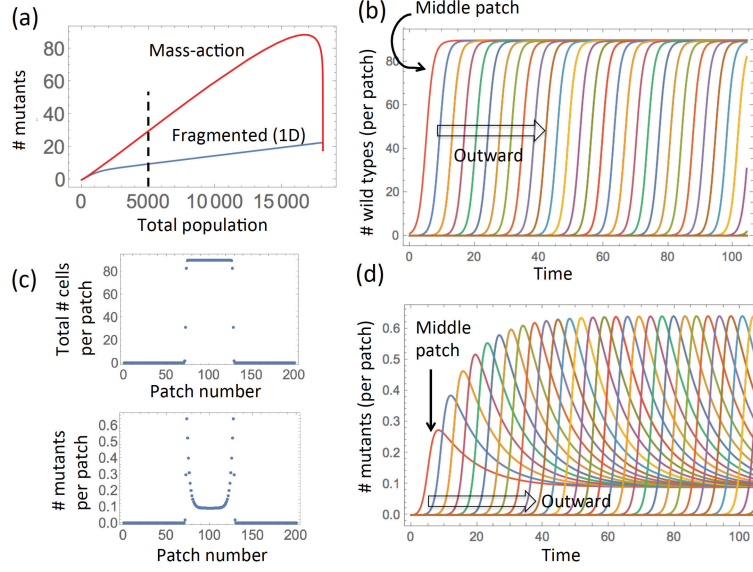 (a)
# mutants
80
60
40
20
0
Mass-action
Fragmented (1D)
0
5000
10 000
15 000
Total population
(b)
Middle patch
# wild types (per patch)
80
60
40
20
0
Outward
0
20
40
60
80
100
Time
(c)
Total # cells
per patch
80
60
40
20
0
0
50
100
150
200
Patch number
# mutants
per patch
0.6
0.5
0.4
0.3
0.2
0.1
0.0
0
50
100
150
200
Patch number
(d)
# mutants (per patch)
0.6
0.5
0.4
0.3
0.2
0.1
0.0
Middle
patch
Outward
0
20
40
60
80
100
Time